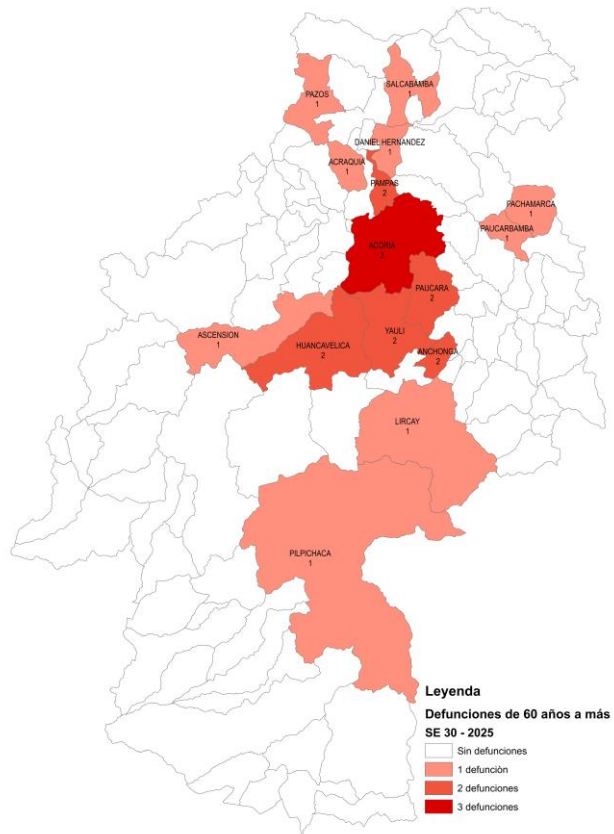 SALCABAMBA
1
PAZOS
1
DANIEL HERNANDEZ
1
ACRAQUIA
1
PAMPAS
2
PACHAMARCA
1
PAUCARBAMBA
1
ACORIA
3
PAUCARA
2
ASCENSION
1
HUANCAVELICA
2
YAULI
2
ANCHONGA
2
LIRCAY
1
PILPICHACA
1
Leyenda
Defunciones de 60 años a más
SE 30 - 2025
Sin defunciones
1 defunciòn
2 defunciones
3 defunciones